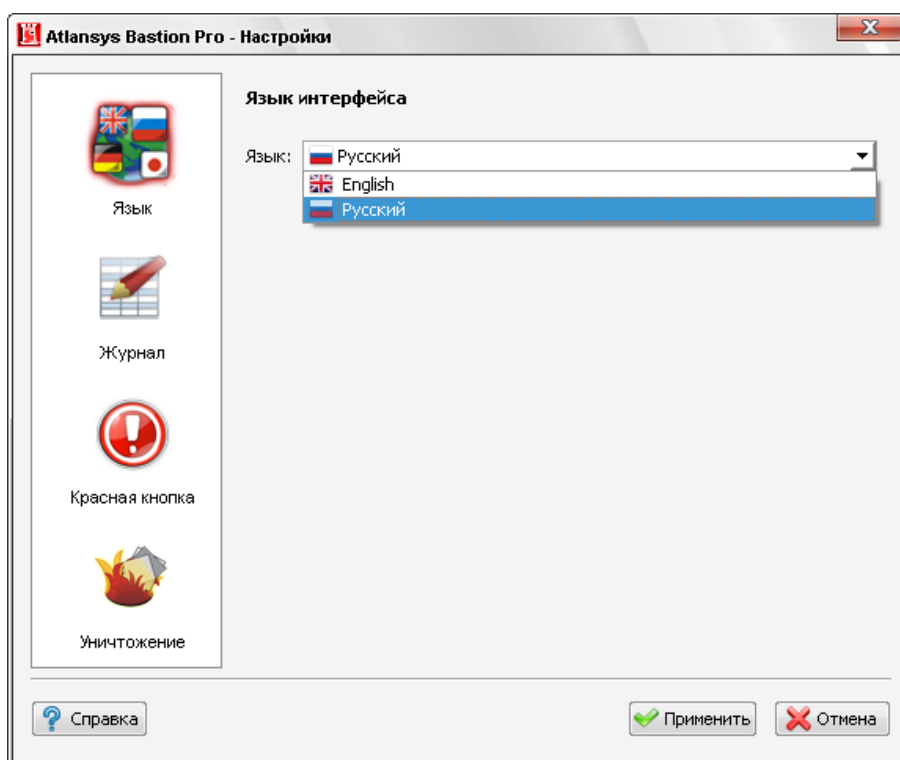 Atlansys Bastion Pro - Настройки
Язык
Журнал
Красная кнопка
Уничтожение
Язык интерфейса
Язык: Русский
English
Русский
Справка
Применить
Отмена